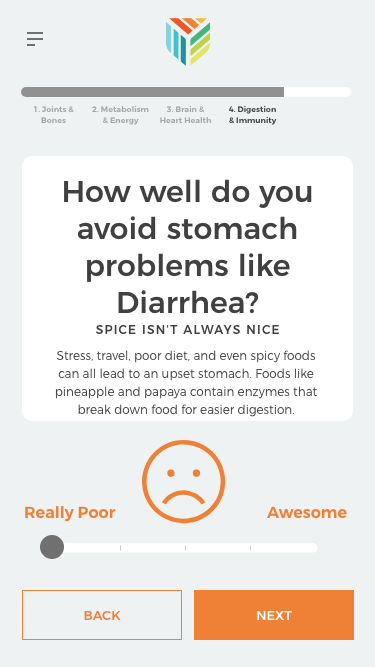 1. Joints & 2. Metabolism 3. Brain & 4. Digestion
Bones & Energy Heart Health & Immunity
How well do you
avoid stomach
problems like
Diarrhea?
SPICE ISN'T ALWAYS NICE
Stress, travel, poor diet, and even spicy foods
can all lead to an upset stomach. Foods like
pineapple and papaya contain enzymes that
break down food for easier digestion.
Really Poor Awesome
BACK NEXT